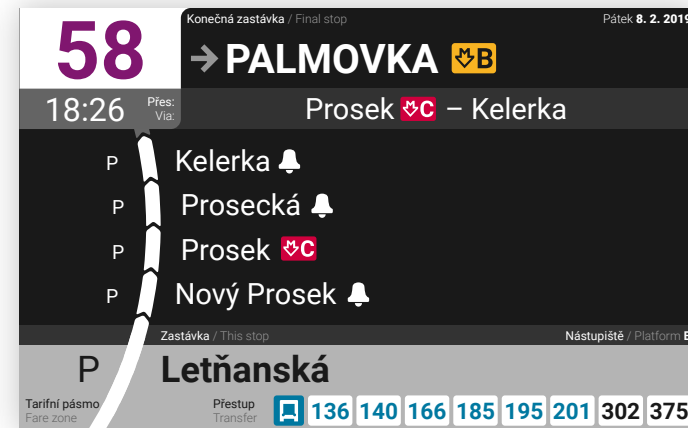 58
Konečná zastávka / Final stop
Pátek 8. 2. 2019
PALMOVKA B
18:26
Přes:
Via:
Prosek C – Kelerka
P Kelerka
P Prosecká
P Prosek C
P Nový Prosek
Zastávka / This stop
Nástupiště / Platform
P Letňanská
Tarifní pásmo
Fare zone
Přestup
Transfer
136 140 166 185 195 201 302 375